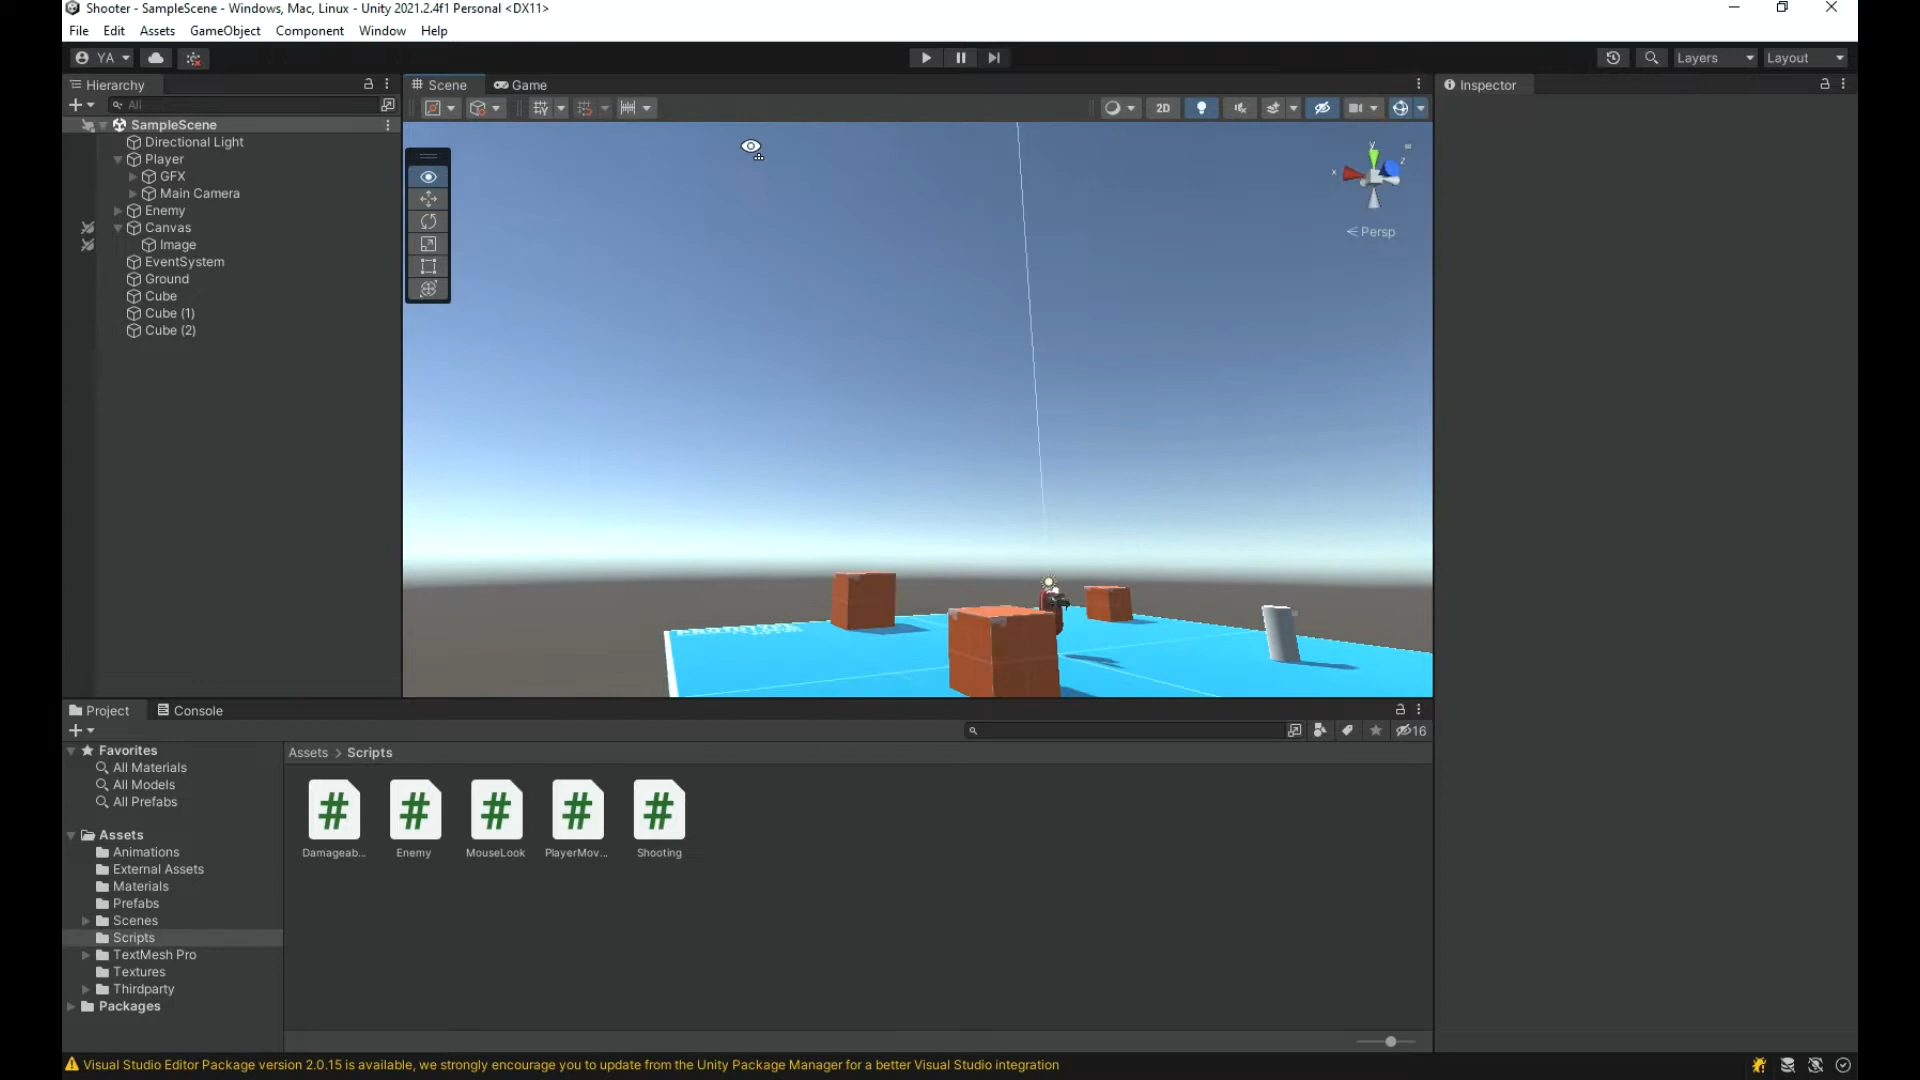 Shooter - SampleScene - Windows, Mac, Linux - Unity 2021.2.4f1 Personal <DX11>
File Edit Assets GameObject Component Window Help
YA
Layers Layout
Hierarchy
Scene Game
Inspector
All
2D
SampleScene
Directional Light
Player
GFX
Main Camera
Enemy
Canvas
Image
EventSystem
Ground
Cube
Cube (1)
Cube (2)
y
x
z
Persp
Project Console
16
Favorites
All Materials
All Models
All Prefabs
Assets
Animations
External Assets
Materials
Prefabs
Scenes
Scripts
TextMesh Pro
Textures
Thirdparty
Packages
Assets > Scripts
# # # # #
Damageab... Enemy MouseLook PlayerMov... Shooting
Visual Studio Editor Package version 2.0.15 is available, we strongly encourage you to update from the Unity Package Manager for a better Visual Studio integration